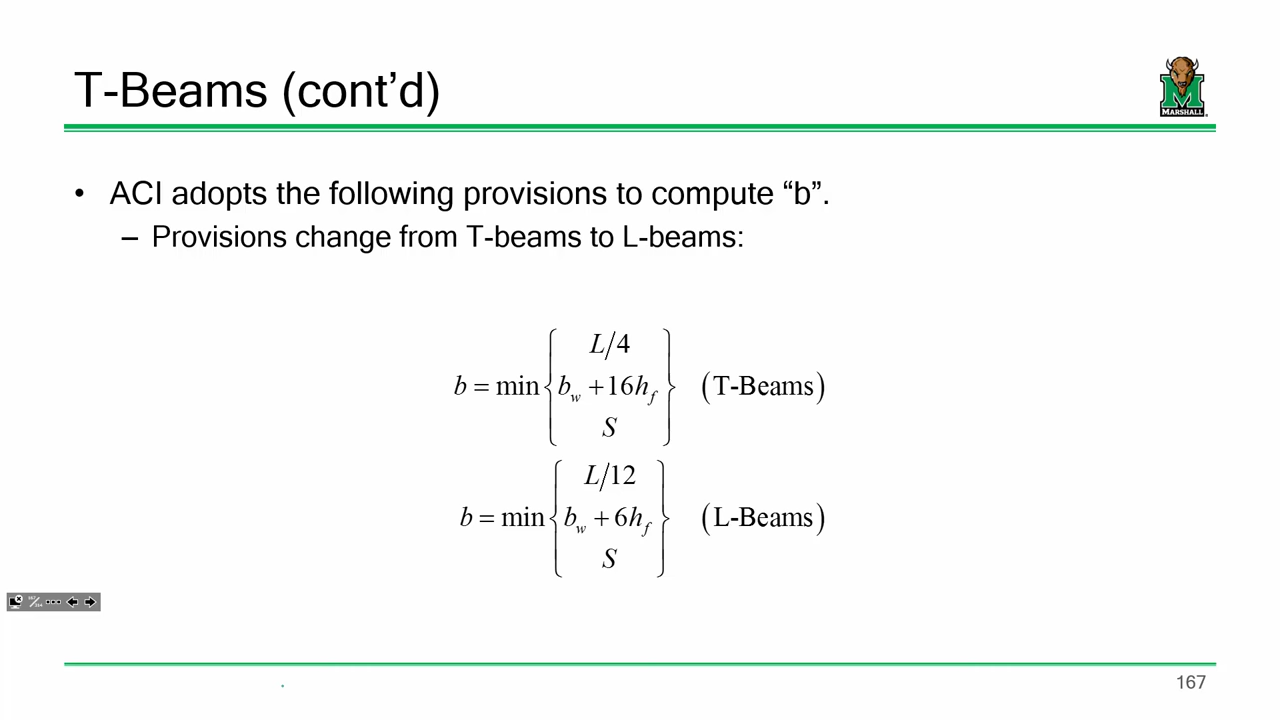 T-Beams (cont’d)
MARSHALL
• ACI adopts the following provisions to compute “b”.
– Provisions change from T-beams to L-beams:
b = min { L/4
b_w + 16h_f
S } (T-Beams)
b = min { L/12
b_w + 6h_f
S } (L-Beams)
167